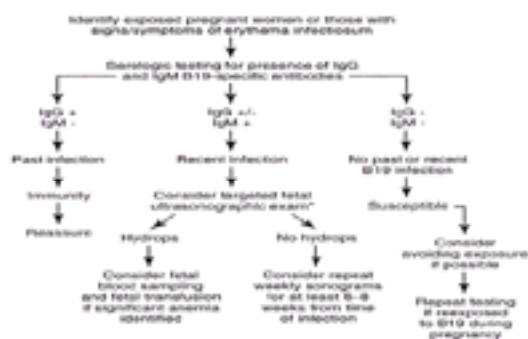 Identify exposed pregnant women or those with
signs/symptoms of erythema infectiosum
Serologic testing for presence of IgG
and IgM B19-specific antibodies
IgG +
IgM -
IgG +/-
IgM +
IgG -
IgM -
Past infection
Recent infection
No past or recent
B19 infection
Immunity
Consider targeted fetal
ultrasonographic exam*
Susceptible
Reassure
Hydrops
No hydrops
Consider
avoiding exposure
if possible
Consider fetal
blood sampling
and fetal transfusion
if significant anemia
identified
Consider repeat
weekly sonograms
for at least 6–8
weeks from time
of infection
Repeat testing
if reexposed
to B19 during
pregnancy